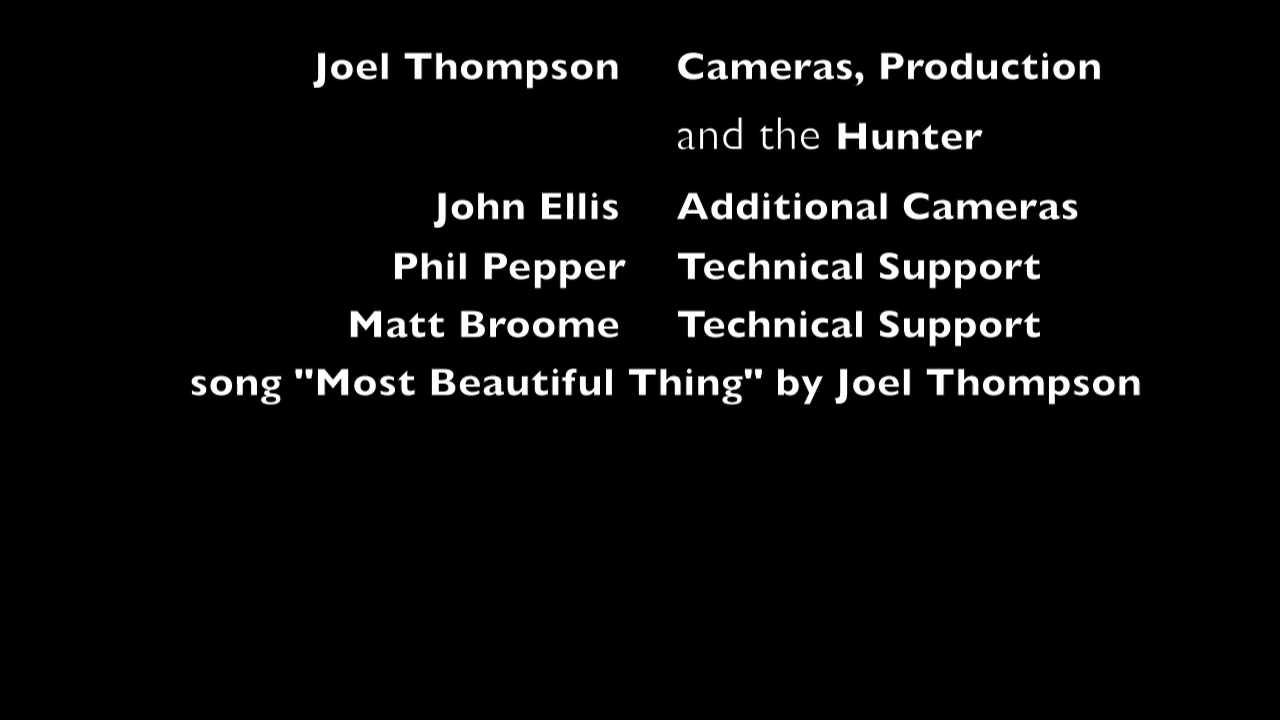 Joel Thompson Cameras, Production
and the Hunter
John Ellis Additional Cameras
Phil Pepper Technical Support
Matt Broome Technical Support
song "Most Beautiful Thing" by Joel Thompson